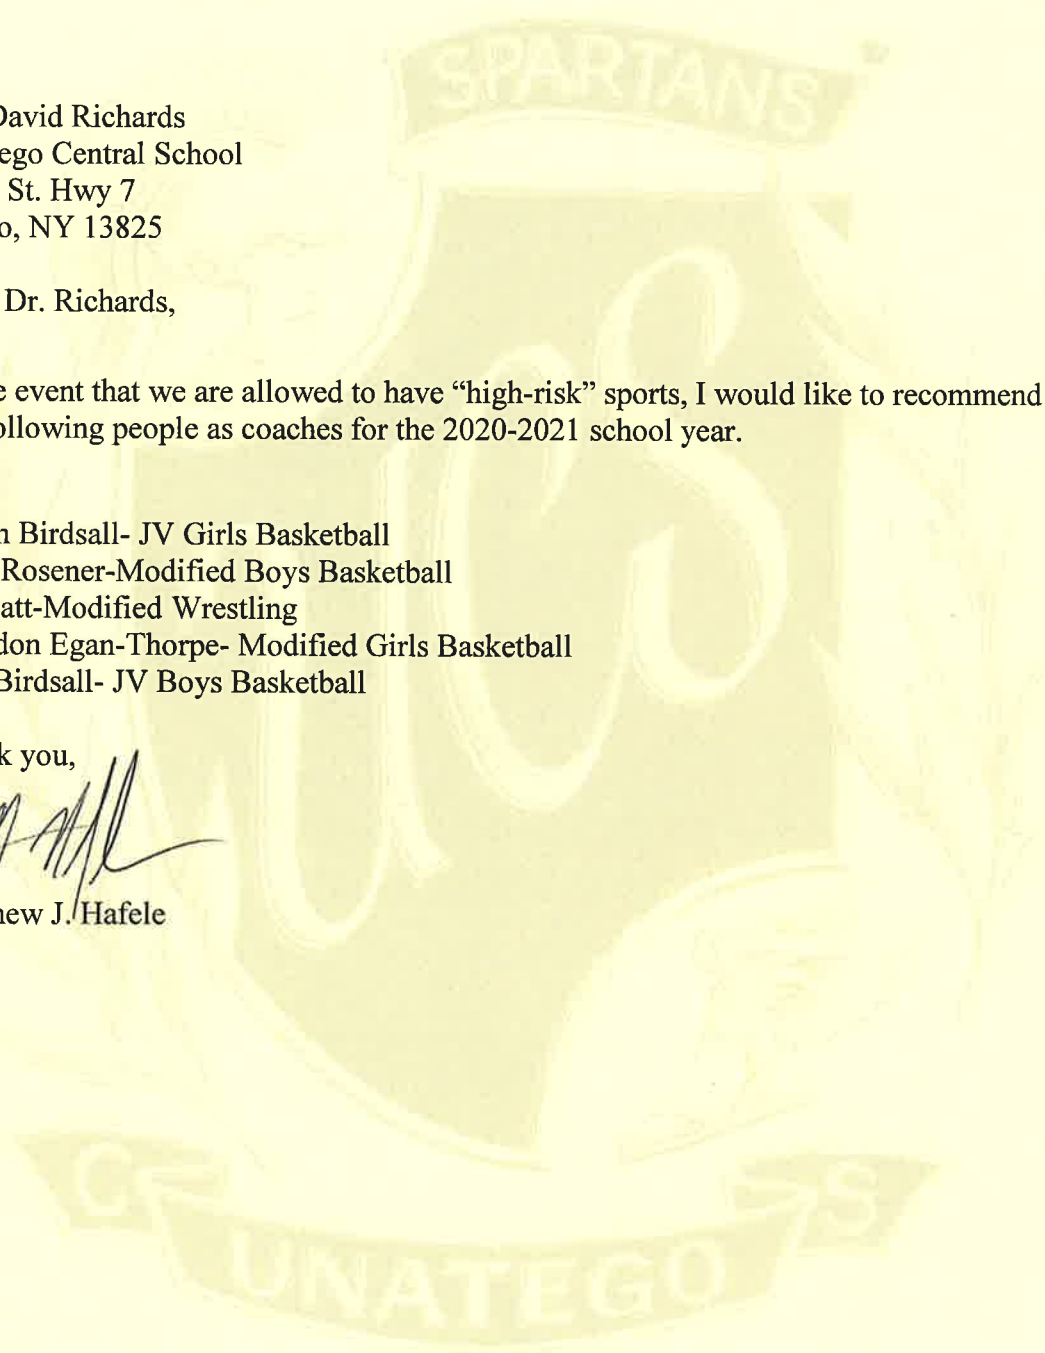 SPARTANS
David Richards
ego Central School
St. Hwy 7
o, NY 13825
Dr. Richards,
e event that we are allowed to have “high-risk” sports, I would like to recommend
ollowing people as coaches for the 2020-2021 school year.
n Birdsall- JV Girls Basketball
Rosener-Modified Boys Basketball
att-Modified Wrestling
don Egan-Thorpe- Modified Girls Basketball
Birdsall- JV Boys Basketball
k you,
new J. Hafele
UCS
C S
UNATEGO